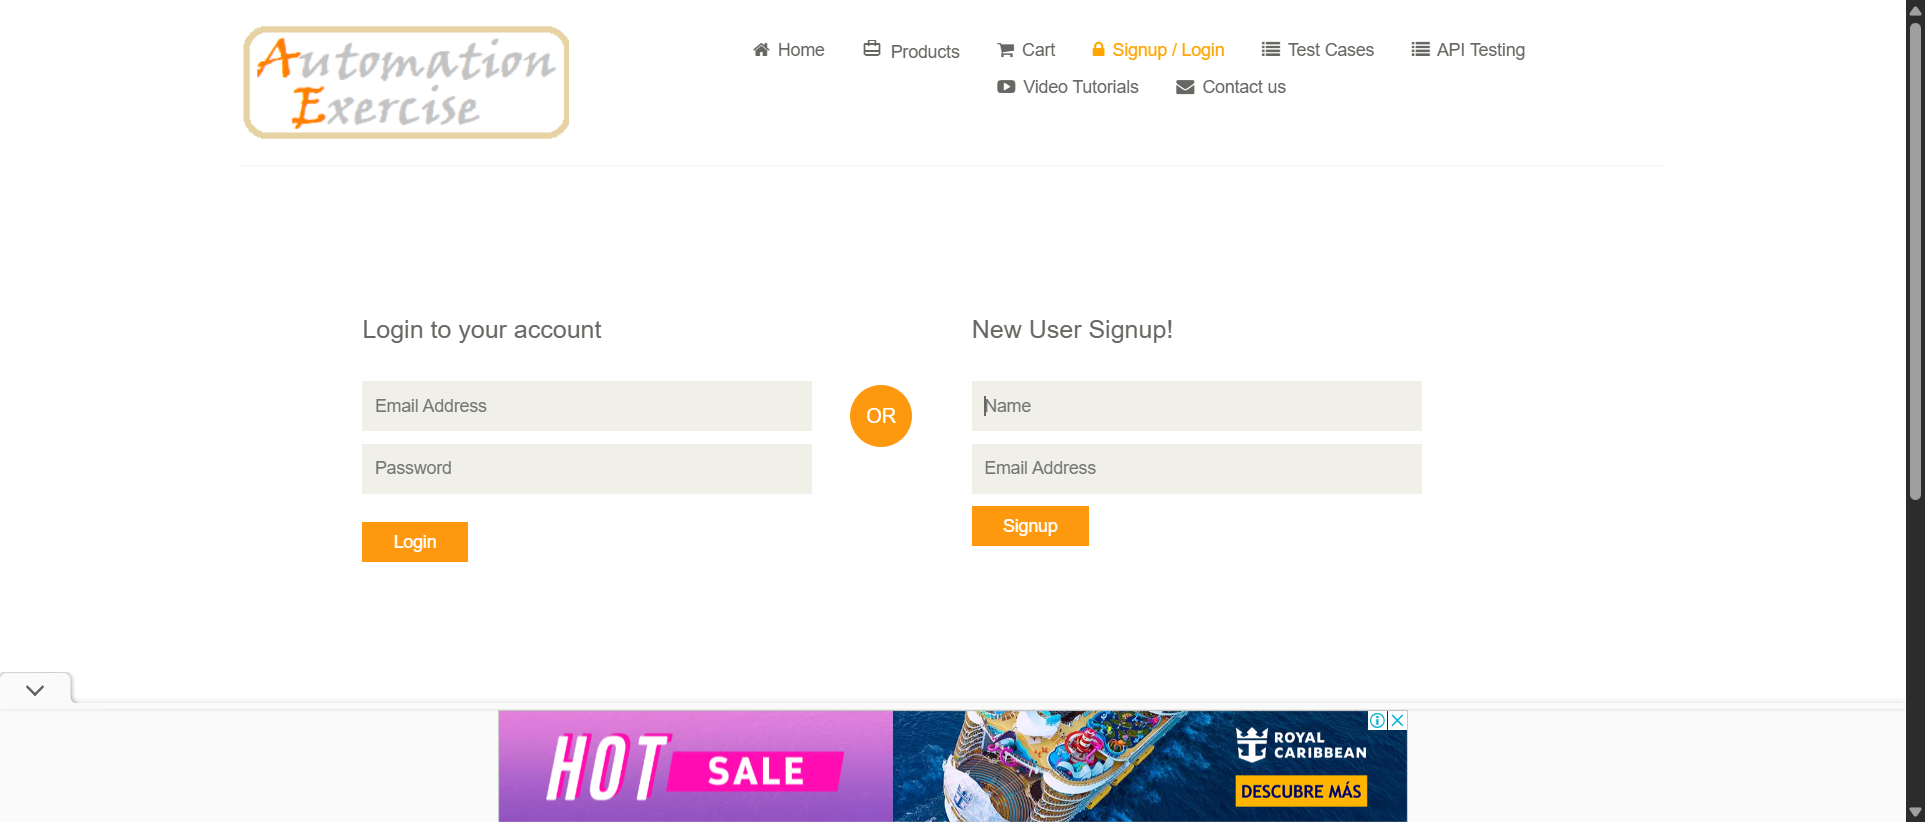 Automation
Exercise
Home
Products
Cart
Signup / Login
Test Cases
API Testing
Video Tutorials
Contact us
Login to your account
Email Address
Password
Login
OR
New User Signup!
Name
Email Address
Signup
HOT SALE
ROYAL
CARIBBEAN
DESCUBRE MÁS